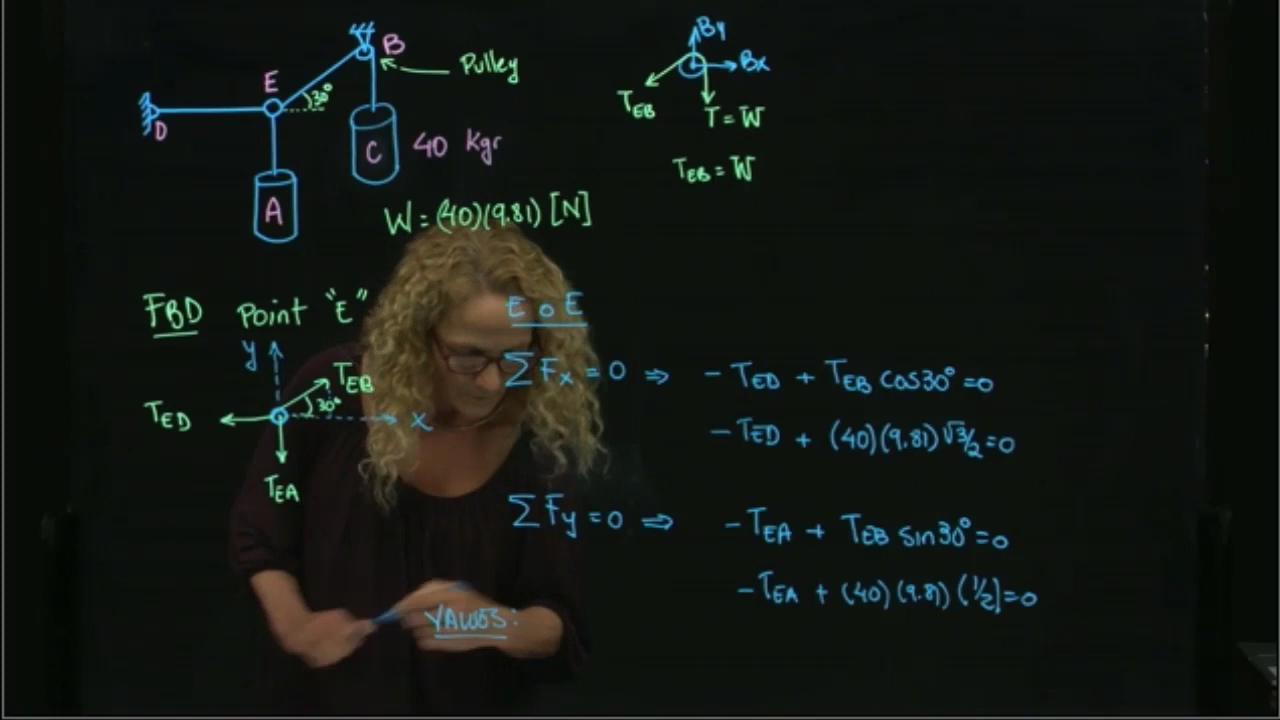 B
Pulley
E
30°
D
C
40 Kgr
A
W = (40)(9.81) [N]
By
Bx
TEB
T = W
TEB = W
FBD Point "E"
y
TEB
TED
30°
x
TEA
E o E
ΣFx = 0 ⇒ - TED + TEB cos30° = 0
- TED + (40)(9.81) √3/2 = 0
ΣFy = 0 ⇒ - TEA + TEB sin30° = 0
- TEA + (40)(9.81)(1/2) = 0
VALUES: